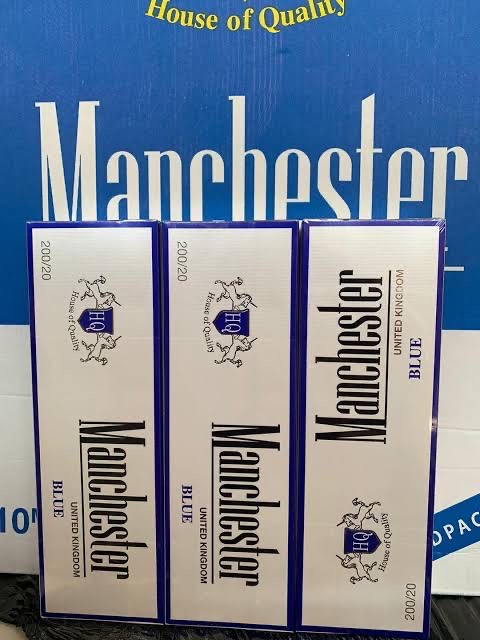 House of Quality
Manchester
200/20
HQ
House of Quality
Manchester
UNITED KINGDOM
BLUE
200/20
HQ
House of Quality
Manchester
UNITED KINGDOM
BLUE
Manchester
UNITED KINGDOM
BLUE
HQ
House of Quality
200/20